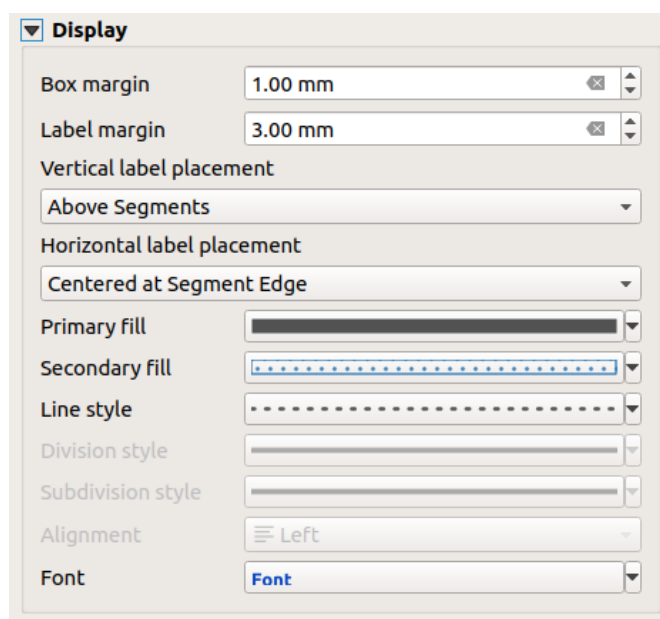 Display
Box margin 1.00 mm
Label margin 3.00 mm
Vertical label placement
Above Segments
Horizontal label placement
Centered at Segment Edge
Primary fill
Secondary fill
Line style
Division style
Subdivision style
Alignment Left
Font Font